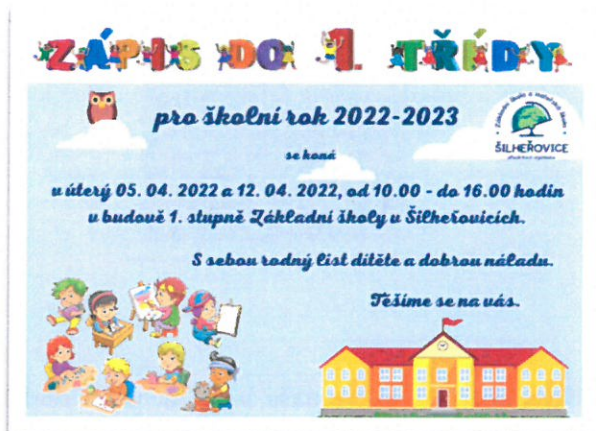 ZÁPIS DO 1. TŘÍDY
pro školní rok 2022-2023
Základní škola a mateřská škola
ŠILHEŘOVICE
příspěvková organizace
se koná
v úterý 05. 04. 2022 a 12. 04. 2022, od 10.00 - do 16.00 hodin
v budově 1. stupně Základní školy v Šilheřovicích.
S sebou rodný list dítěte a dobrou náladu.
Těšíme se na vás.